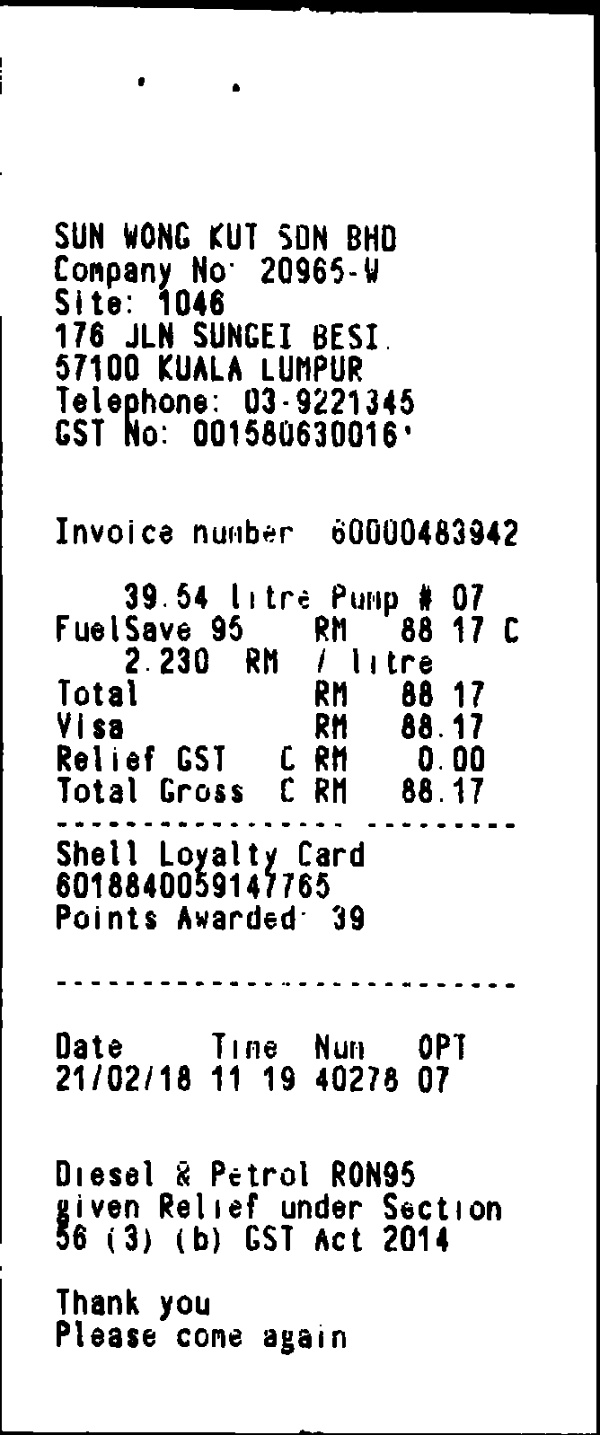 SUN WONG KUT SDN BHD
Company No: 20965-W
Site: 1046
176 JLN SUNGEI BESI
57100 KUALA LUMPUR
Telephone: 03-9221345
GST No: 001580630016
Invoice number 60000483942
39.54 litre Pump # 07
FuelSave 95 RM 88 17 C
2.230 RM / litre
Total RM 88 17
Visa RM 88.17
Relief GST C RM 0.00
Total Gross C RM 88.17
Shell Loyalty Card
6018840059147765
Points Awarded: 39
Date Time Num OPT
21/02/18 11 19 40278 07
Diesel & Petrol RON95
given Relief under Section
56 (3) (b) GST Act 2014
Thank you
Please come again